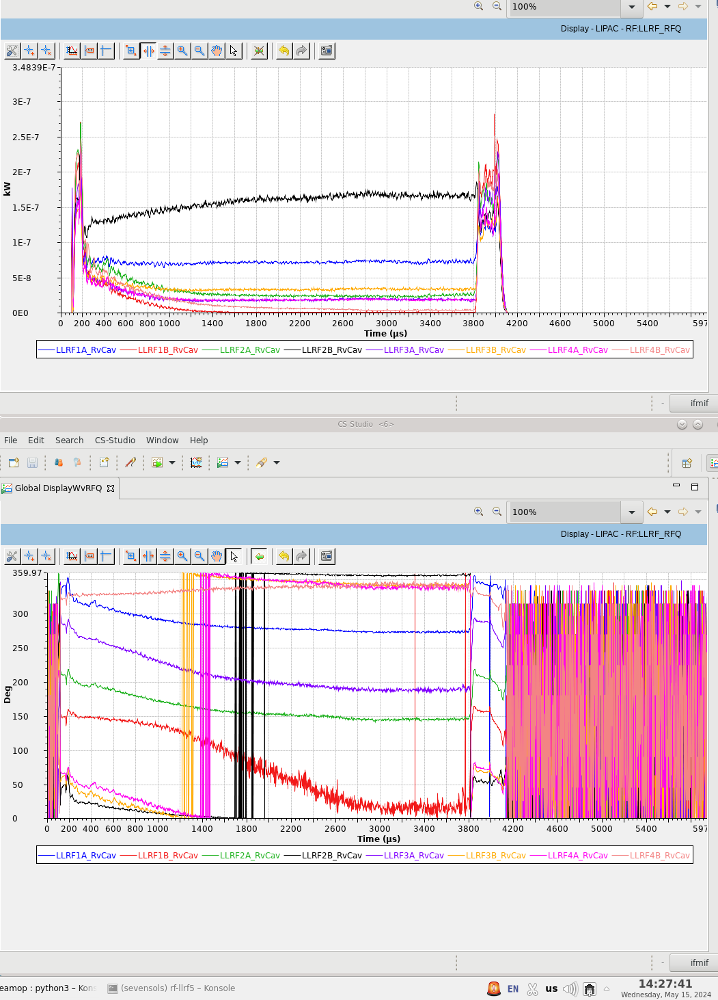 100%
Display - LIPAC - RF:LLRF_RFQ
3.4839E-7
3E-7
2.5E-7
2E-7
1.5E-7
1E-7
5E-8
0E0
kW
0 200 400 600 800 1000 1400 1800 2200 2600 3000 3400 3800 4200 4600 5000 5400 597
Time (µs)
LLRF1A_RvCav LLRF1B_RvCav LLRF2A_RvCav LLRF2B_RvCav LLRF3A_RvCav LLRF3B_RvCav LLRF4A_RvCav LLRF4B_RvCav
- ifmif
CS-Studio <6>
File Edit Search CS-Studio Window Help
Global DisplayWvRFQ
100%
Display - LIPAC - RF:LLRF_RFQ
359.97
300
250
200
150
100
50
0
Deg
0 200 400 600 800 1000 1400 1800 2200 2600 3000 3400 3800 4200 4600 5000 5400 597
Time (µs)
LLRF1A_RvCav LLRF1B_RvCav LLRF2A_RvCav LLRF2B_RvCav LLRF3A_RvCav LLRF3B_RvCav LLRF4A_RvCav LLRF4B_RvCav
- ifmif
eamop : python3 – Kons (sevensols) rf-llrf5 – Konsole EN us 14:27:41
Wednesday, May 15, 2024